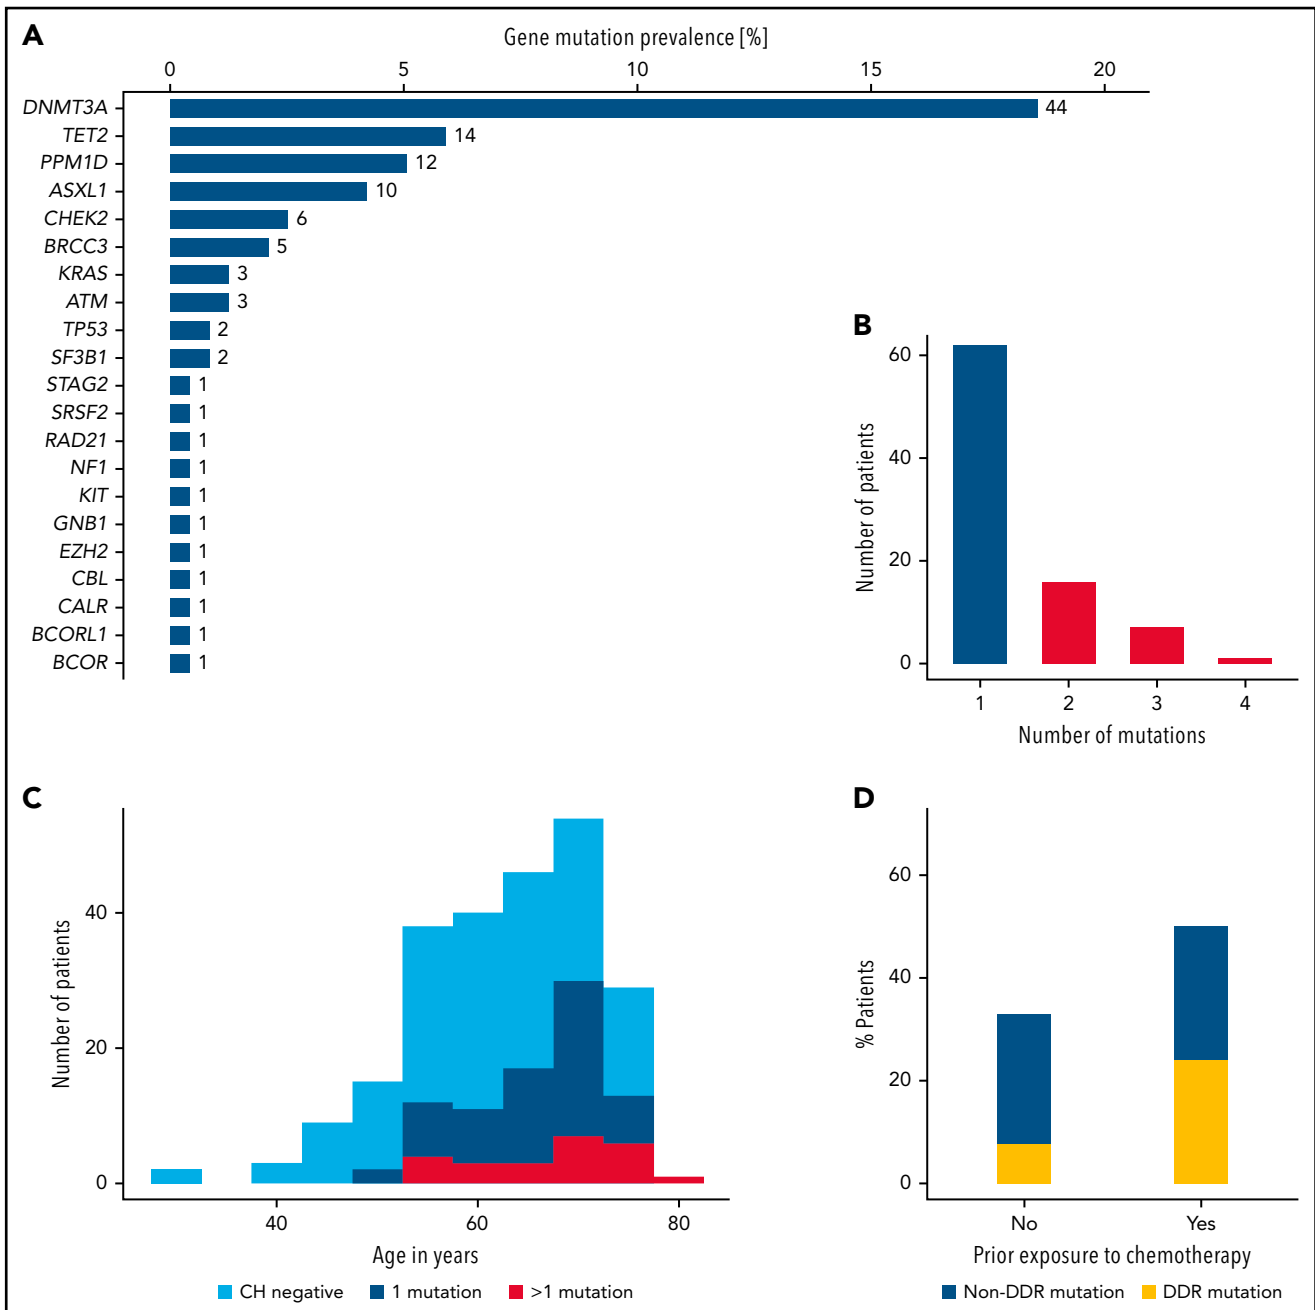 A
Gene mutation prevalence [%]
0 5 10 15 20
DNMT3A 44
TET2 14
PPM1D 12
ASXL1 10
CHEK2 6
BRCC3 5
KRAS 3
ATM 3
TP53 2
SF3B1 2
STAG2 1
SRSF2 1
RAD21 1
NF1 1
KIT 1
GNB1 1
EZH2 1
CBL 1
CALR 1
BCORL1 1
BCOR 1
B
Number of patients
60
40
20
0
1 2 3 4
Number of mutations
C
Number of patients
40
20
0
40 60 80
Age in years
CH negative 1 mutation >1 mutation
D
% Patients
60
40
20
0
No Yes
Prior exposure to chemotherapy
Non-DDR mutation DDR mutation